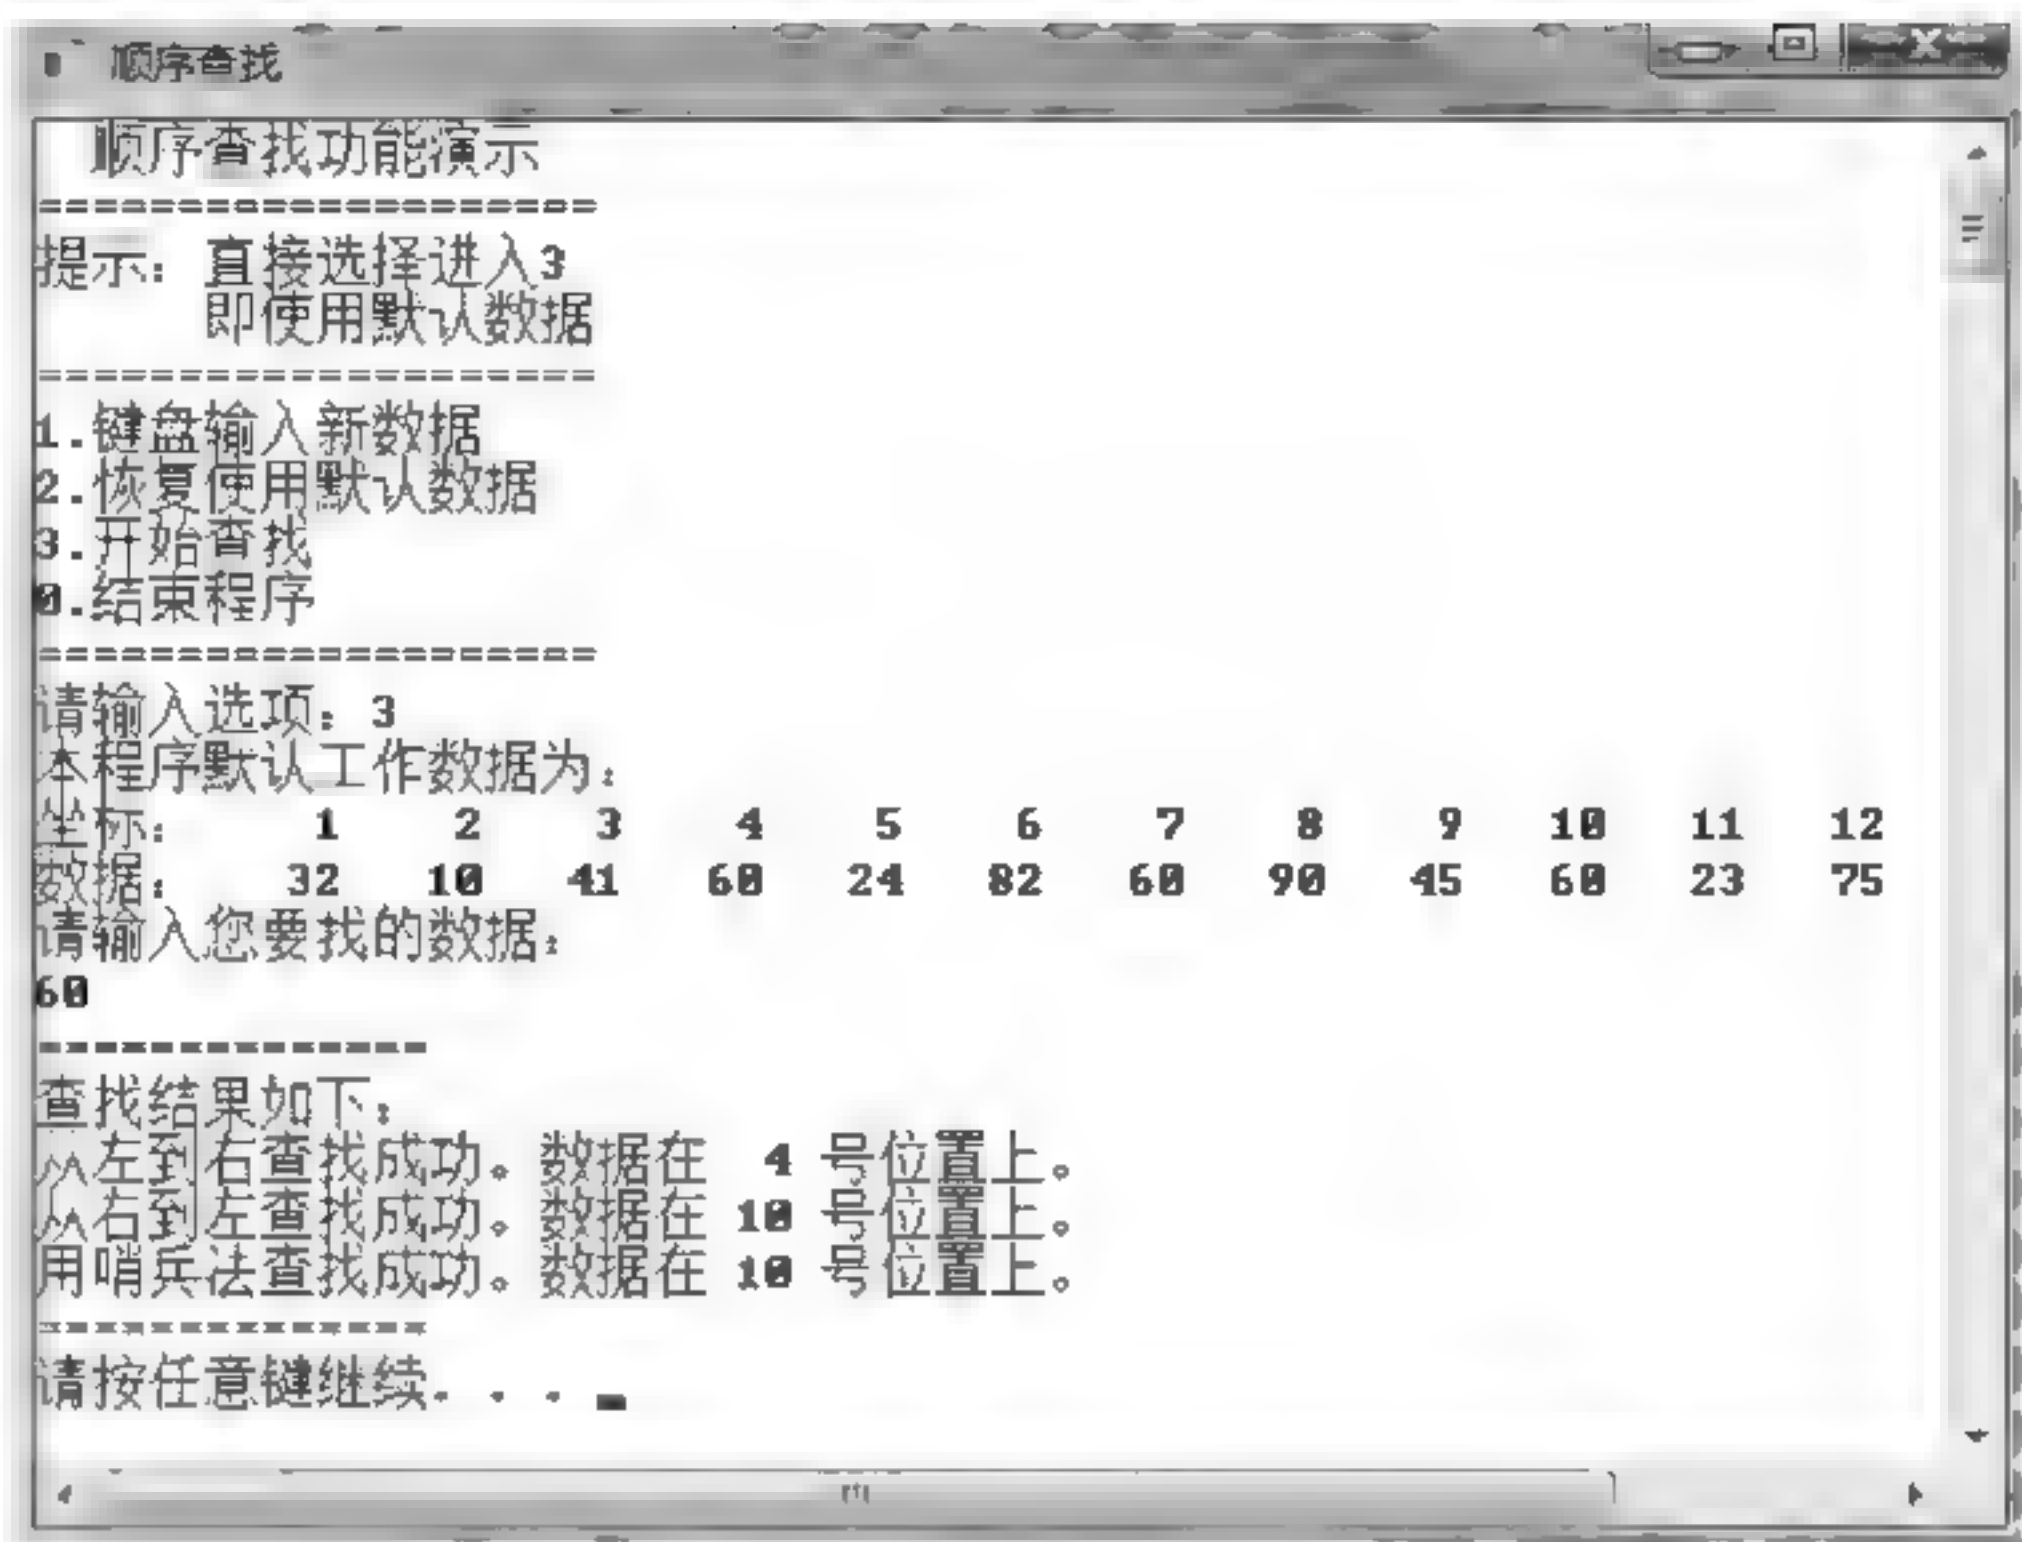 顺序查找
顺序查找功能演示
====================
提示: 直接选择进入3
即使用默认数据
====================
1.键盘输入新数据
2.恢复使用默认数据
3.开始查找
0.结束程序
====================
请输入选项: 3
本程序默认工作数据为:
坐标: 1 2 3 4 5 6 7 8 9 10 11 12
数据: 32 10 41 60 24 82 60 90 45 60 23 75
请输入您要找的数据:
60
--------------
查找结果如下:
从左到右查找成功。数据在 4 号位置上。
从右到左查找成功。数据在 10 号位置上。
用哨兵法查找成功。数据在 10 号位置上。
--------------
请按任意键继续. . .